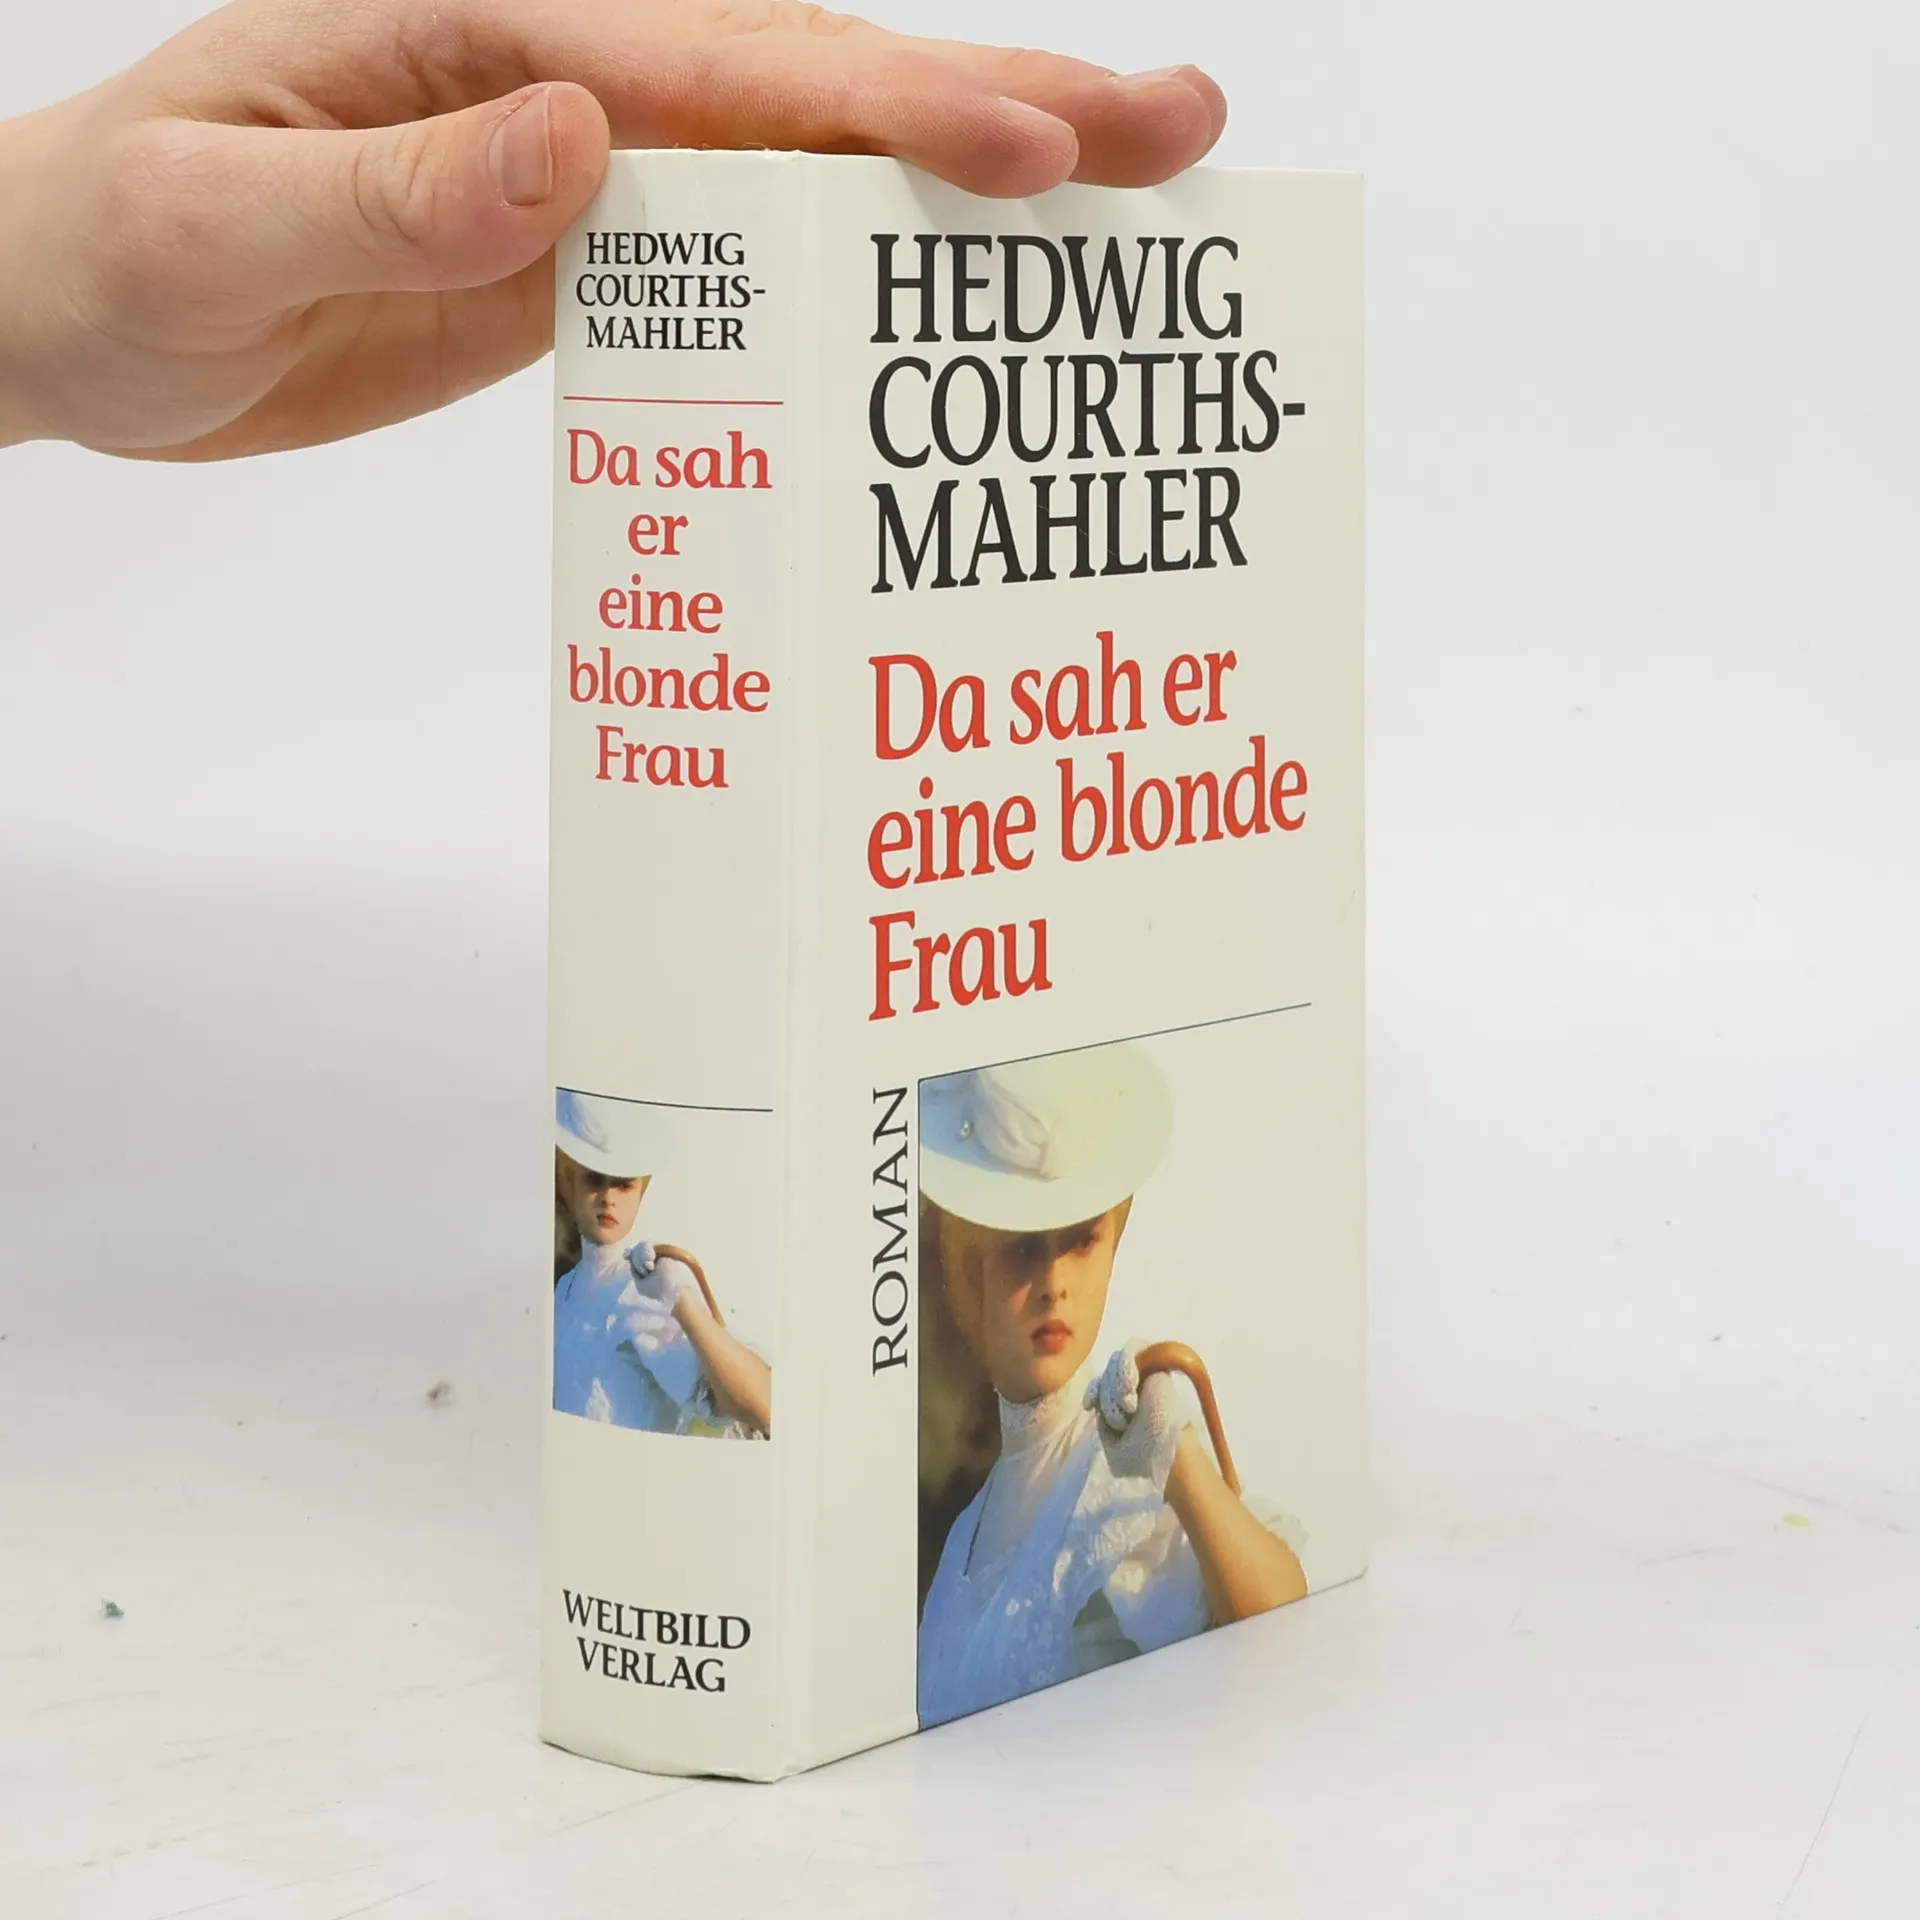 HEDWIG
COURTHS-
MAHLER
Da sah
er
eine
blonde
Frau
WELTBILD
VERLAG
HEDWIG
COURTHS-
MAHLER
Da sah er
eine blonde
Frau
ROMAN